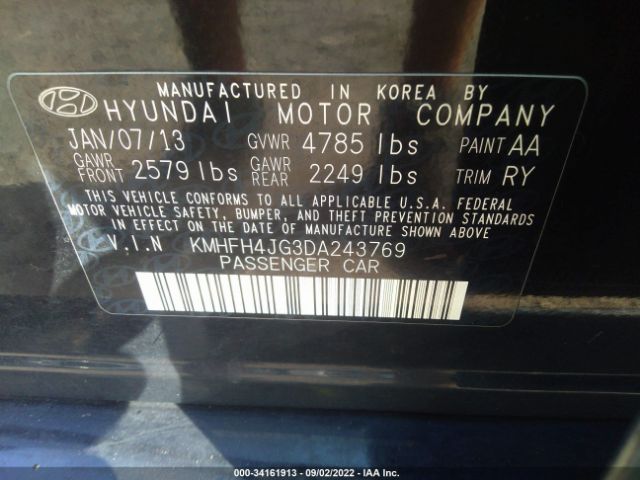 MANUFACTURED IN KOREA BY
HYUNDAI MOTOR COMPANY
JAN/07/13 GVWR 4785 lbs PAINT AA
GAWR FRONT 2579 lbs GAWR REAR 2249 lbs TRIM RY
THIS VEHICLE CONFORMS TO ALL APPLICABLE U.S.A. FEDERAL
MOTOR VEHICLE SAFETY, BUMPER, AND THEFT PREVENTION STANDARDS
IN EFFECT ON THE DATE OF MANUFACTURE SHOWN ABOVE.
V.I.N KMHFH4JG3DA243769
PASSENGER CAR
000-34161913 - 09/02/2022 - IAA Inc.